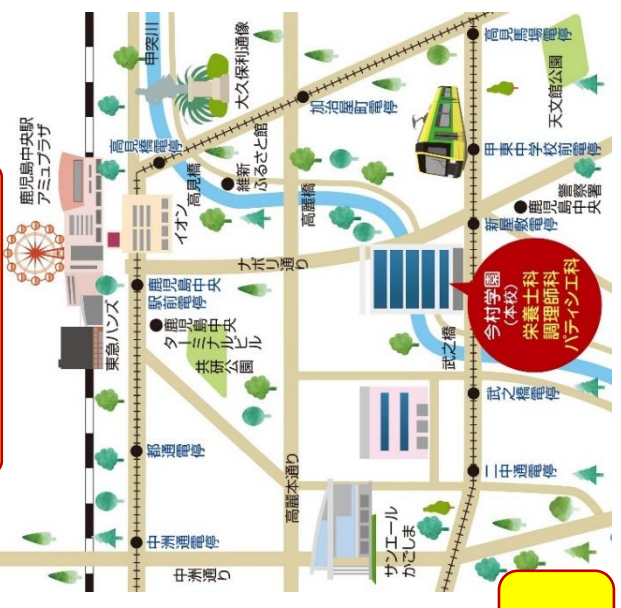 鹿児島中央駅
アミュプラザ
東急ハンズ
甲突川
大久保利通像
高見橋電停
高見橋
維新
ふるさと館
加治屋町電停
高見馬場電停
天文館公園
甲東中学校前電停
鹿児島中央
警察署
新屋敷電停
イオン
高麗橋
ナポリ通り
鹿児島中央
駅前電停
鹿児島中央
ターミナルビル
共研公園
都通電停
中洲通電停
中洲通り
高麗本通り
サンエール
かごしま
武之橋
今村学園
(本校)
栄養士科
調理師科
パティシエ科
武之橋電停
二中通電停